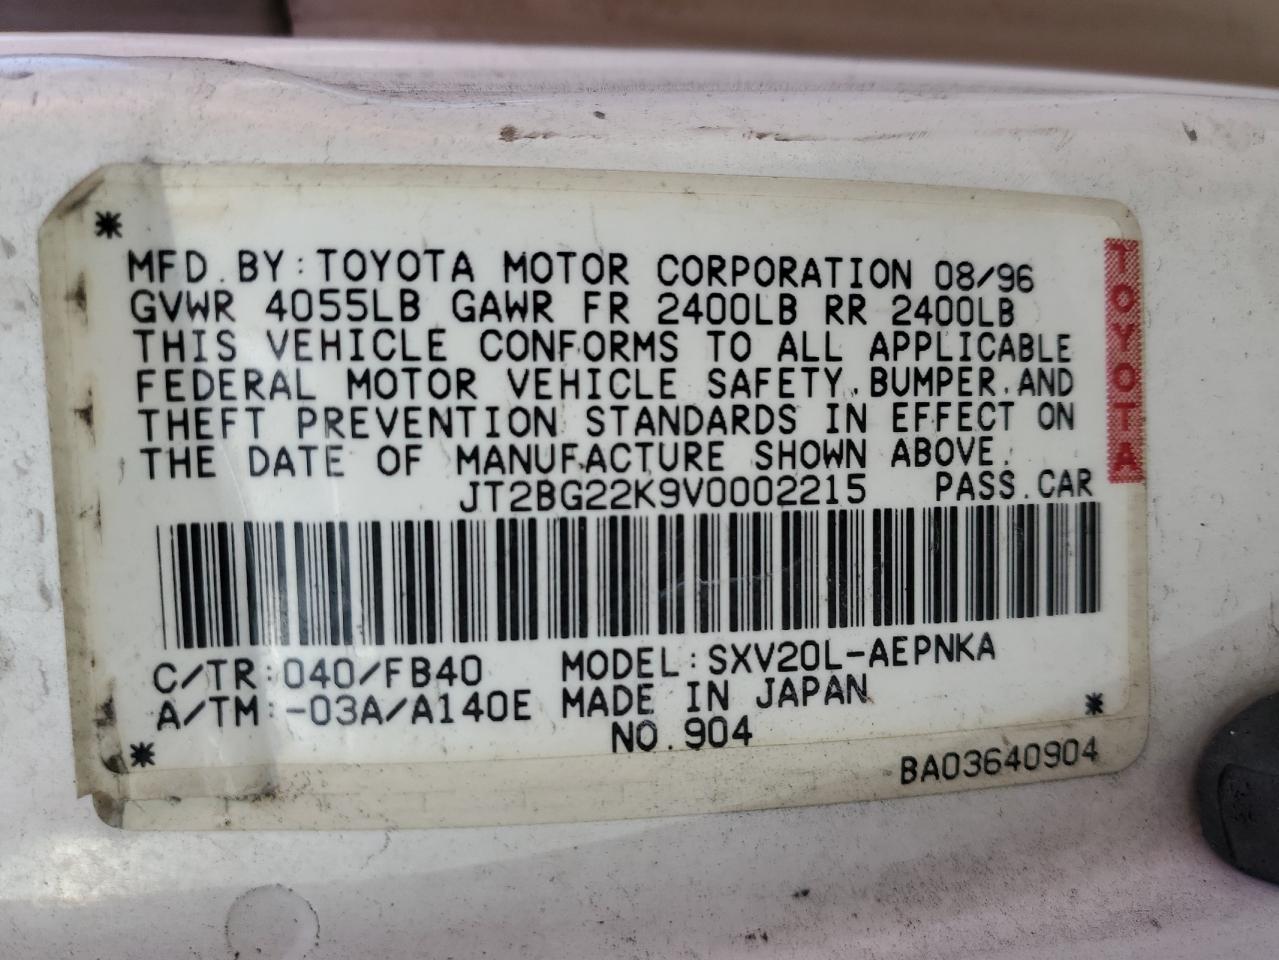 *
MFD.BY:TOYOTA MOTOR CORPORATION 08/96
GVWR 4055LB GAWR FR 2400LB RR 2400LB
THIS VEHICLE CONFORMS TO ALL APPLICABLE
FEDERAL MOTOR VEHICLE SAFETY,BUMPER,AND
THEFT PREVENTION STANDARDS IN EFFECT ON
THE DATE OF MANUFACTURE SHOWN ABOVE.
JT2BG22K9V0002215 PASS.CAR
C/TR:040/FB40 MODEL:SXV20L-AEPNKA
A/TM:-03A/A140E MADE IN JAPAN
NO.904
*
*
BA03640904
TOYOTA